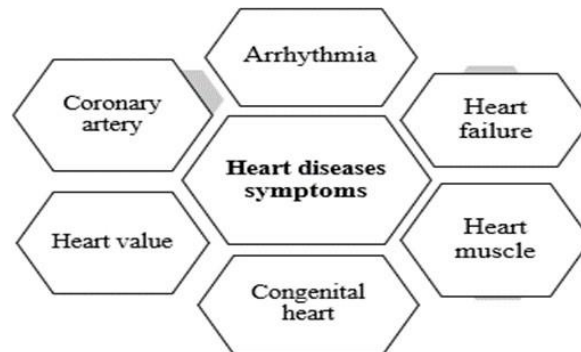 Arrhythmia
Coronary
artery
Heart
failure
Heart diseases
symptoms
Heart value
Heart
muscle
Congenital
heart